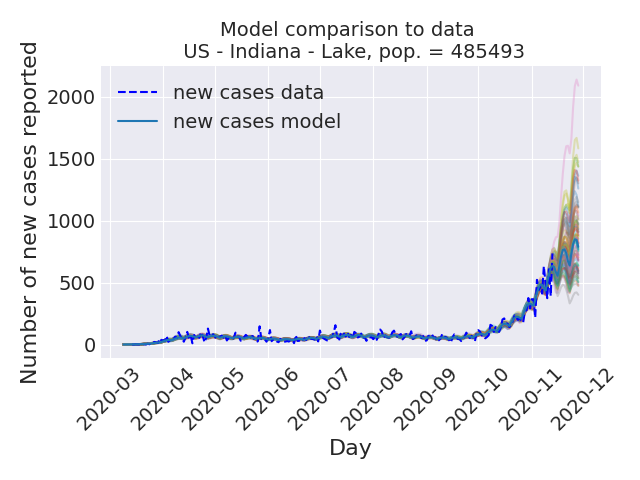 Model comparison to data
US - Indiana - Lake, pop. = 485493
Number of new cases reported
2000
1500
1000
500
0
new cases data
new cases model
2020-03
2020-04
2020-05
2020-06
2020-07
2020-08
2020-09
2020-10
2020-11
2020-12
Day